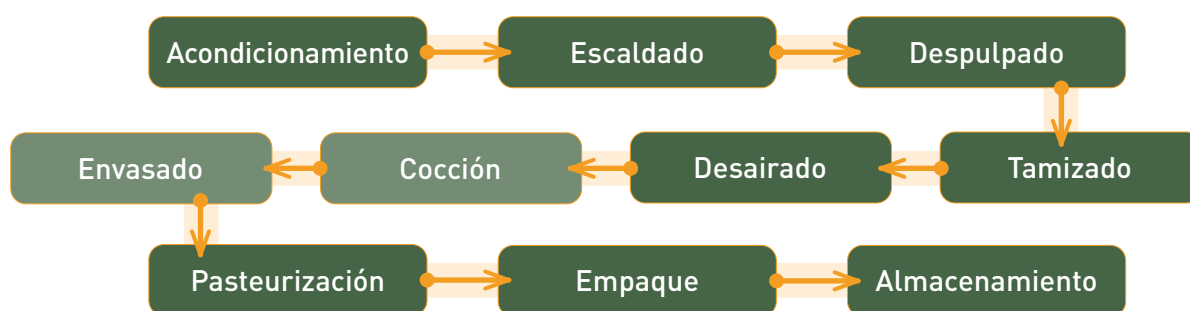 Acondicionamiento
Escaldado
Despulpado
Tamizado
Desairado
Cocción
Envasado
Pasteurización
Empaque
Almacenamiento